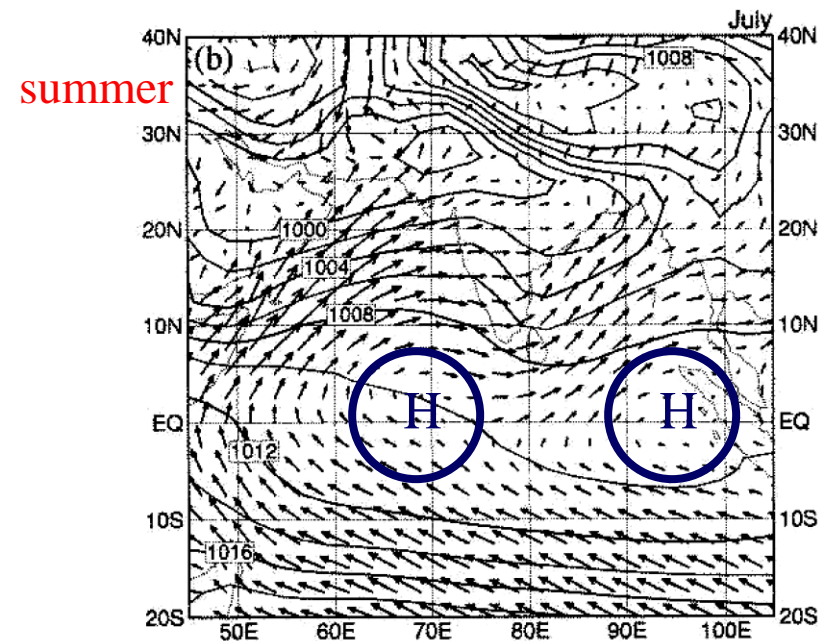 July
40N (b) 1008 40N
summer
30N 30N
20N 1000 20N
1004
10N 1008 10N
H H
EQ EQ
1012
10S 10S
1016
20S 20S
50E 60E 70E 80E 90E 100E